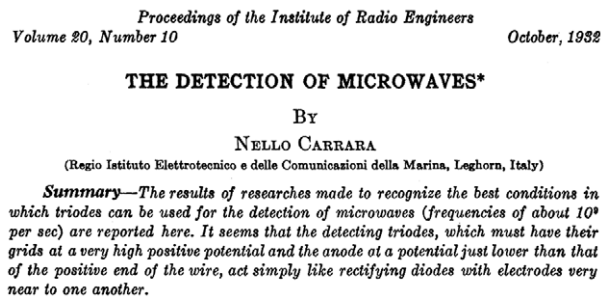 Proceedings of the Institute of Radio Engineers
Volume 20, Number 10 October, 1932
THE DETECTION OF MICROWAVES*
BY
NELLO CARRARA
(Regio Istituto Elettrotecnico e delle Comunicazioni della Marina, Leghorn, Italy)
Summary—The results of researches made to recognize the best conditions in
which triodes can be used for the detection of microwaves (frequencies of about 10⁹
per sec) are reported here. It seems that the detecting triodes, which must have their
grids at a very high positive potential and the anode at a potential just lower than that
of the positive end of the wire, act simply like rectifying diodes with electrodes very
near to one another.